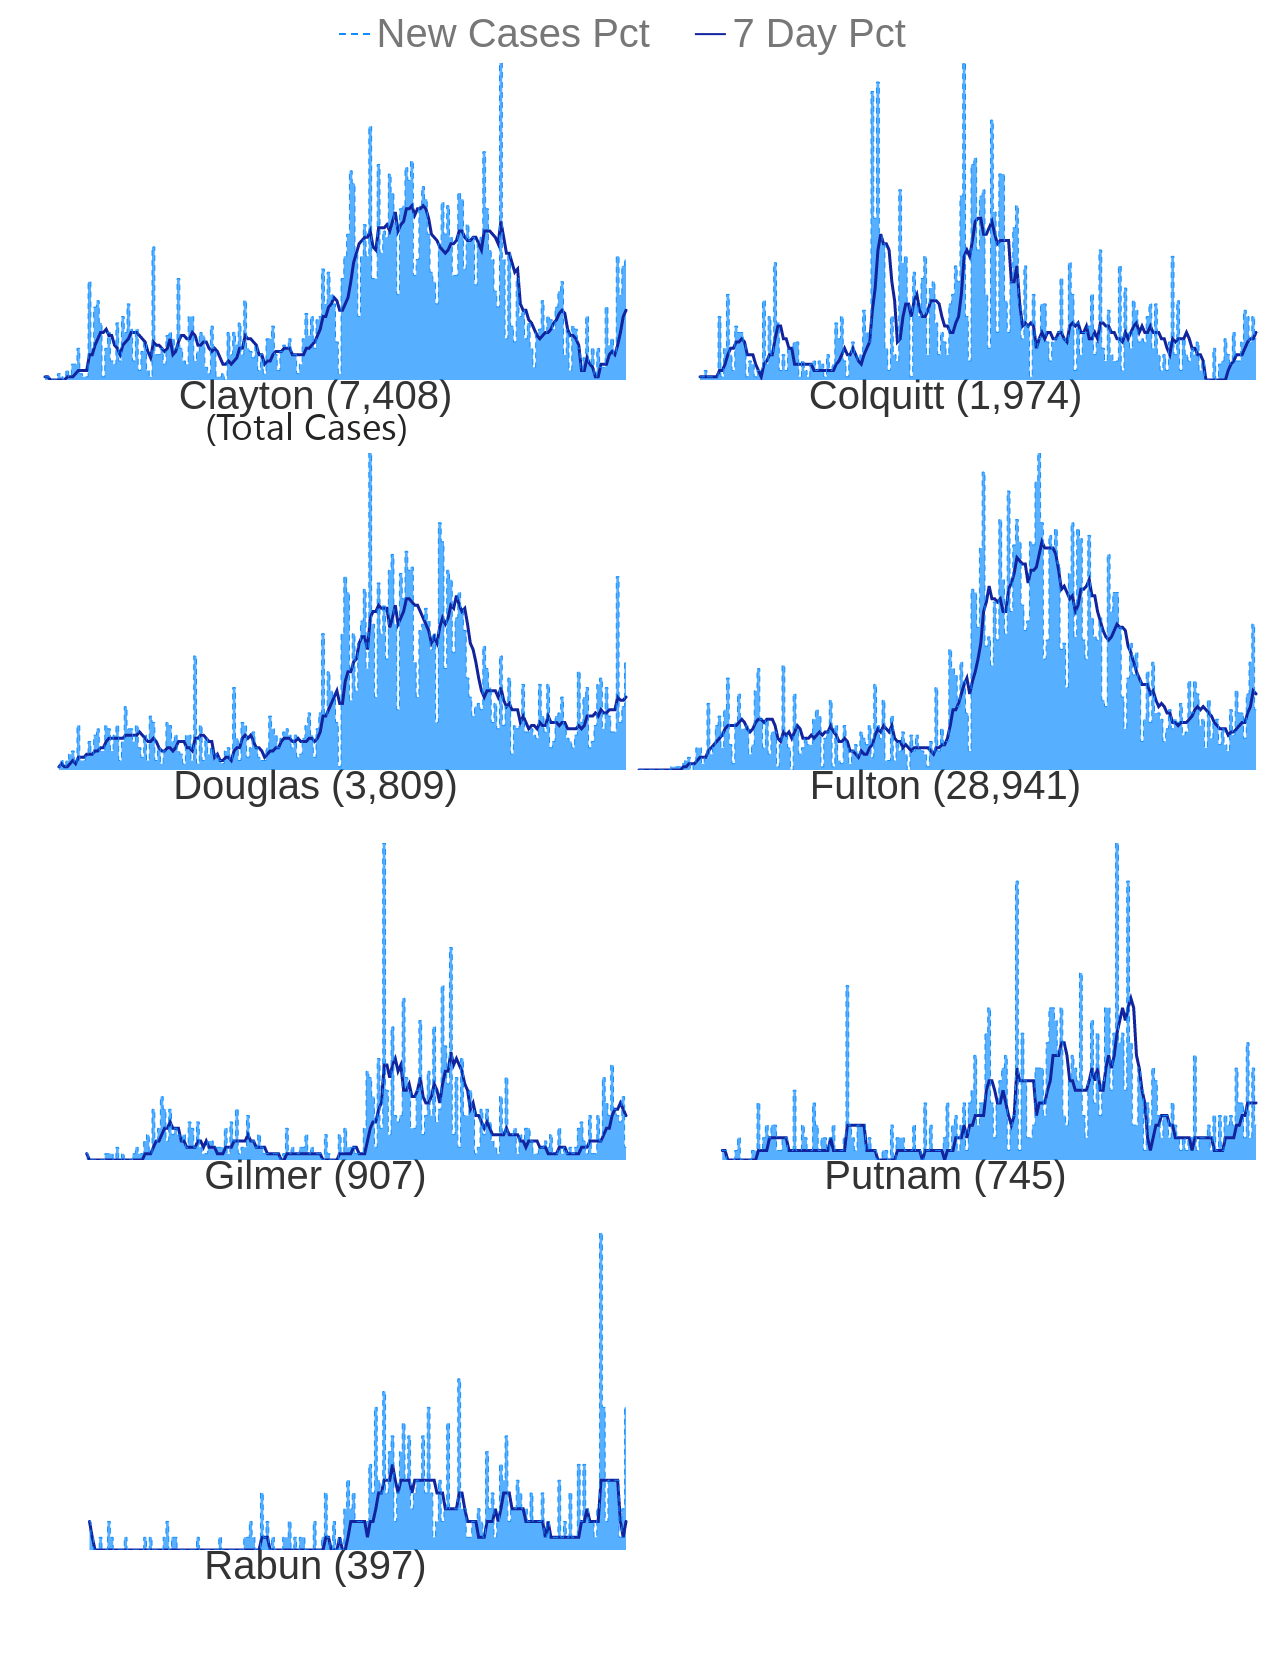 New Cases Pct 7 Day Pct
Clayton (7,408) Colquitt (1,974)
(Total Cases)
Douglas (3,809) Fulton (28,941)
Gilmer (907) Putnam (745)
Rabun (397)